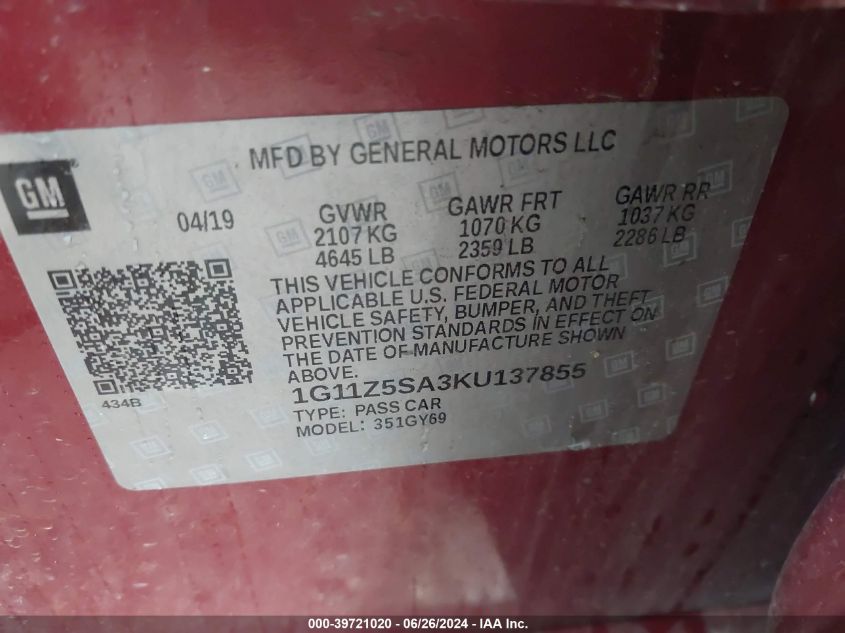 MFD BY GENERAL MOTORS LLC
GM
04/19 GVWR GAWR FRT GAWR RR
2107 KG 1070 KG 1037 KG
4645 LB 2359 LB 2286 LB
THIS VEHICLE CONFORMS TO ALL
APPLICABLE U.S. FEDERAL MOTOR
VEHICLE SAFETY, BUMPER, AND THEFT
PREVENTION STANDARDS IN EFFECT ON
THE DATE OF MANUFACTURE SHOWN
ABOVE.
434B
1G11Z5SA3KU137855
TYPE: PASS CAR
MODEL: 351GY69
000-39721020 - 06/26/2024 - IAA Inc.